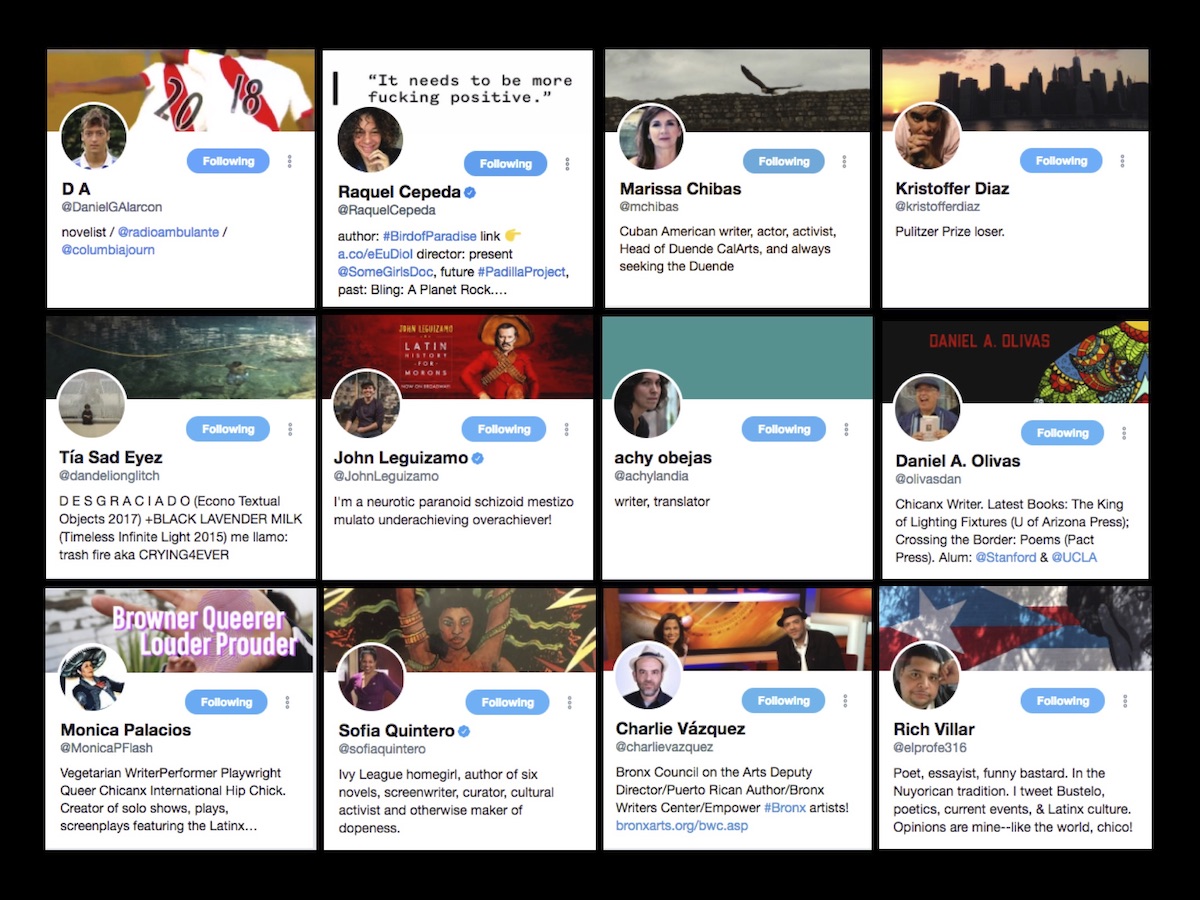 20 18
Following
D A
@DanielGAlarcon
novelist / @radioambulante /
@columbiajourn
“It needs to be more
fucking positive.”
Following
Raquel Cepeda
@RaquelCepeda
author: #BirdofParadise link 👉
a.co/eEuDioI director: present
@SomeGirlsDoc, future #PadillaProject,
past: Bling: A Planet Rock....
Following
Marissa Chibas
@mchibas
Cuban American writer, actor, activist,
Head of Duende CalArts, and always
seeking the Duende
Following
Kristoffer Diaz
@kristofferdiaz
Pulitzer Prize loser.
Following
Tía Sad Eyez
@dandelionglitch
D E S G R A C I A D O (Econo Textual
Objects 2017) +BLACK LAVENDER MILK
(Timeless Infinite Light 2015) me llamo:
trash fire aka CRYING4EVER
JOHN LEGUIZAMO
LATIN
HISTORY
·FOR·
MORONS
NOW ON BROADWAY!
Following
John Leguizamo
@JohnLeguizamo
I'm a neurotic paranoid schizoid mestizo
mulato underachieving overachiever!
Following
achy obejas
@achylandia
writer, translator
DANIEL A. OLIVAS
Following
Daniel A. Olivas
@olivasdan
Chicanx Writer. Latest Books: The King
of Lighting Fixtures (U of Arizona Press);
Crossing the Border: Poems (Pact
Press). Alum: @Stanford & @UCLA
Browner Queerer
Louder Prouder
Following
Monica Palacios
@MonicaPFlash
Vegetarian WriterPerformer Playwright
Queer Chicanx International Hip Chick.
Creator of solo shows, plays,
screenplays featuring the Latinx...
Following
Sofia Quintero
@sofiaquintero
Ivy League homegirl, author of six
novels, screenwriter, curator, cultural
activist and otherwise maker of
dopeness.
Following
Charlie Vázquez
@charlievazquez
Bronx Council on the Arts Deputy
Director/Puerto Rican Author/Bronx
Writers Center/Empower #Bronx artists!
bronxarts.org/bwc.asp
Following
Rich Villar
@elprofe316
Poet, essayist, funny bastard. In the
Nuyorican tradition. I tweet Bustelo,
poetics, current events, & Latinx culture.
Opinions are mine--like the world, chico!